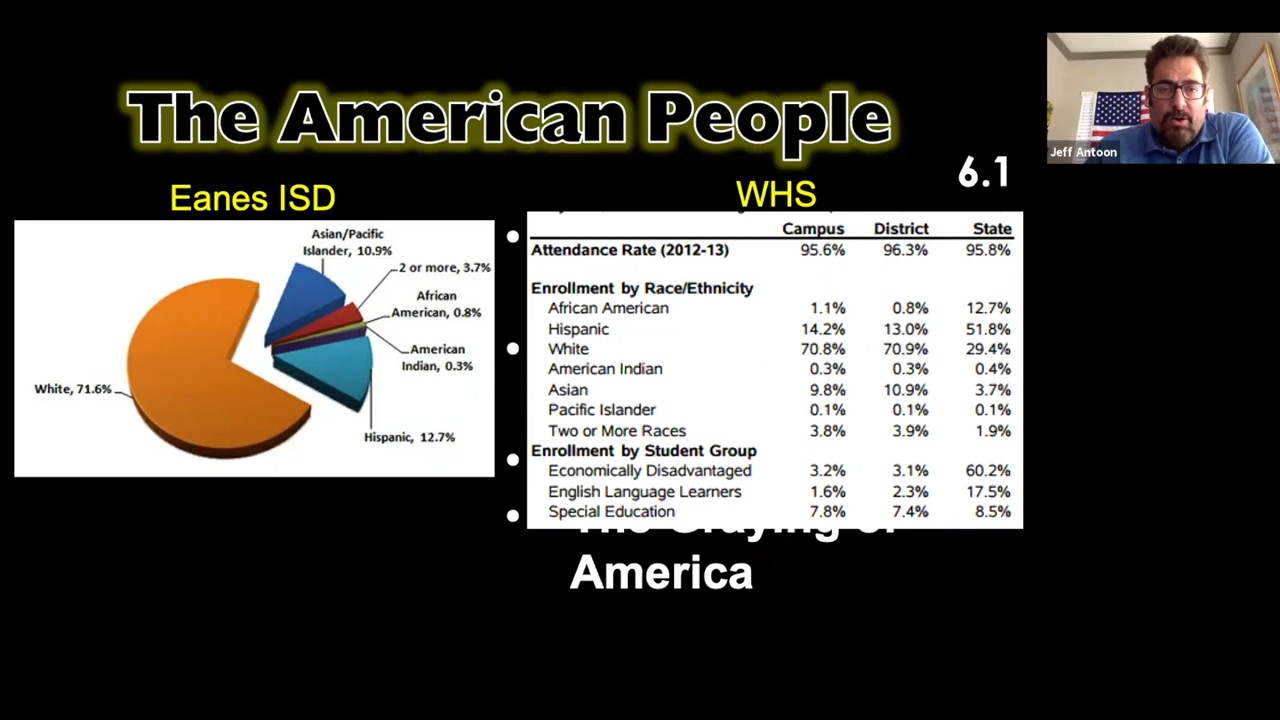 The American People
Jeff Antoon
6.1
Eanes ISD
WHS
Asian/Pacific
Islander, 10.9%
2 or more, 3.7%
African
American, 0.8%
American
Indian, 0.3%
White, 71.6%
Hispanic, 12.7%
Campus District State
Attendance Rate (2012-13) 95.6% 96.3% 95.8%
Enrollment by Race/Ethnicity
African American 1.1% 0.8% 12.7%
Hispanic 14.2% 13.0% 51.8%
White 70.8% 70.9% 29.4%
American Indian 0.3% 0.3% 0.4%
Asian 9.8% 10.9% 3.7%
Pacific Islander 0.1% 0.1% 0.1%
Two or More Races 3.8% 3.9% 1.9%
Enrollment by Student Group
Economically Disadvantaged 3.2% 3.1% 60.2%
English Language Learners 1.6% 2.3% 17.5%
Special Education 7.8% 7.4% 8.5%
The Graying of
America